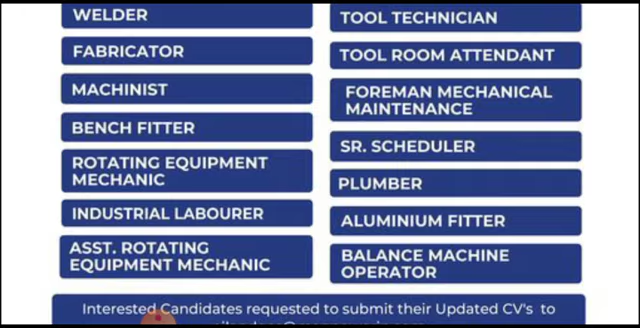 WELDER
FABRICATOR
MACHINIST
BENCH FITTER
ROTATING EQUIPMENT
MECHANIC
INDUSTRIAL LABOURER
ASST. ROTATING
EQUIPMENT MECHANIC
TOOL TECHNICIAN
TOOL ROOM ATTENDANT
FOREMAN MECHANICAL
MAINTENANCE
SR. SCHEDULER
PLUMBER
ALUMINIUM FITTER
BALANCE MACHINE
OPERATOR
Interested Candidates requested to submit their Updated CV's to